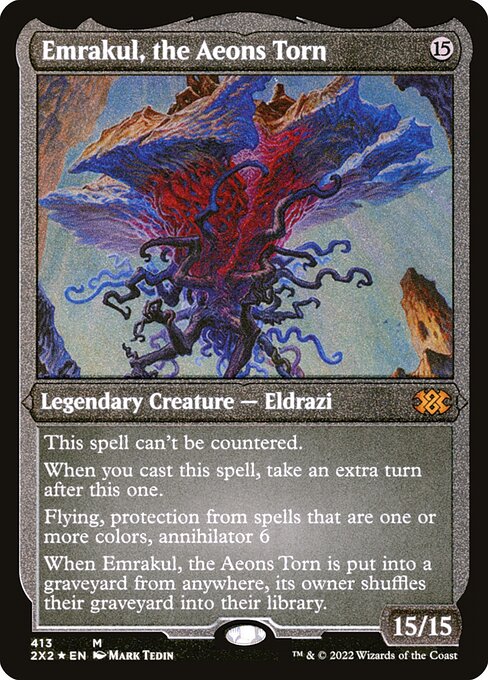 Emrakul, the Aeons Torn 15
Legendary Creature — Eldrazi
This spell can't be countered.
When you cast this spell, take an extra turn
after this one.
Flying, protection from spells that are one or
more colors, annihilator 6
When Emrakul, the Aeons Torn is put into a
graveyard from anywhere, its owner shuffles
their graveyard into their library.
15/15
413 M
2X2 ★ EN Mark Tedin ™ & © 2022 Wizards of the Coast